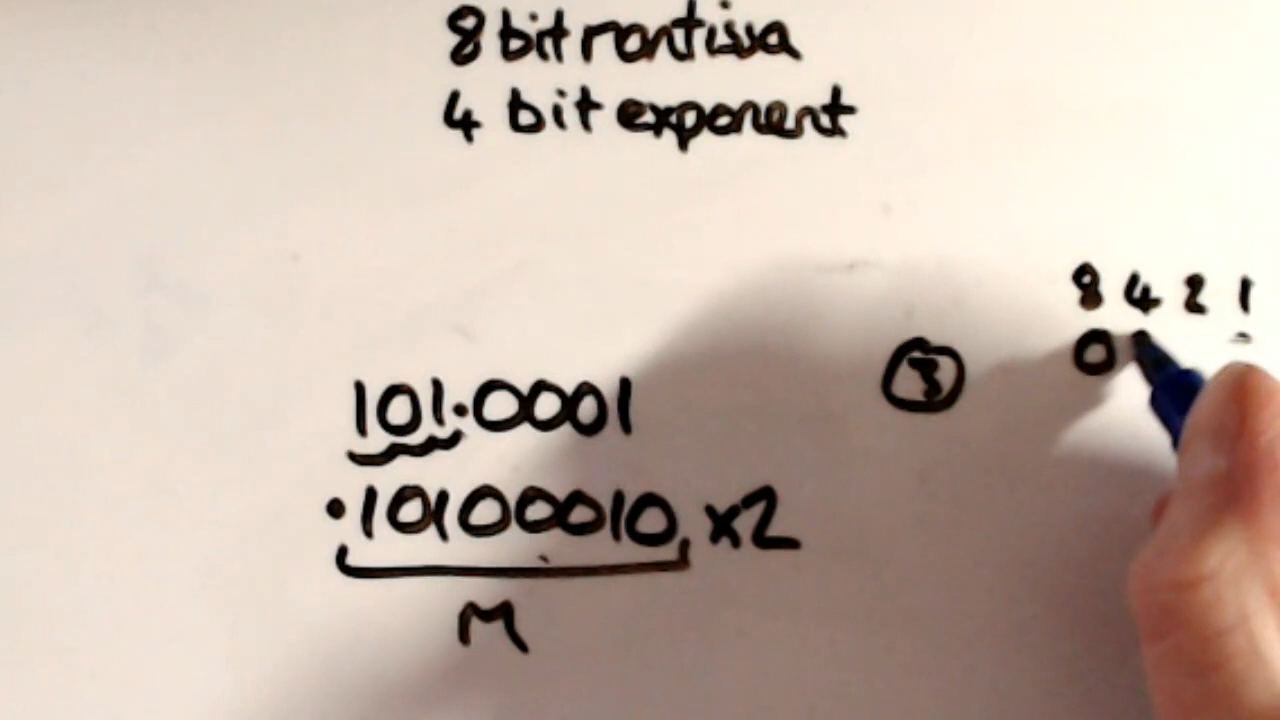 8 bit mantissa
4 bit exponent
8 4 2 1
0
3
101.0001
.10100010 x2
M